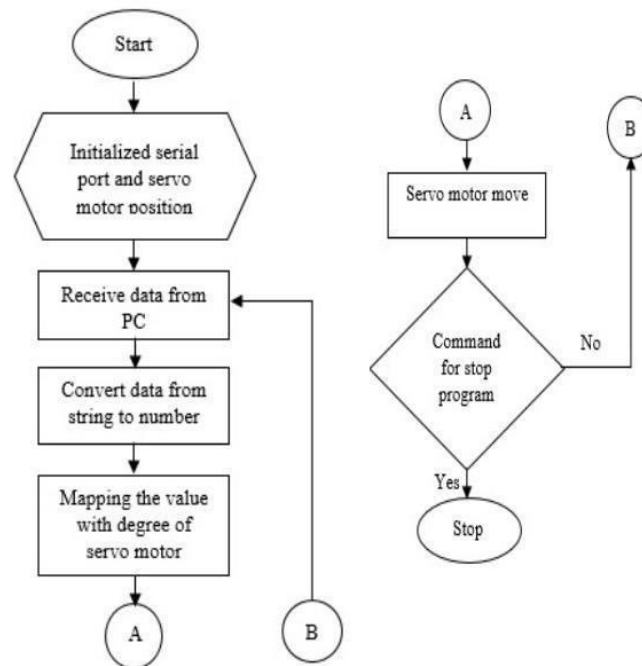 Start
Initialized serial
port and servo
motor position
Receive data from
PC
Convert data from
string to number
Mapping the value
with degree of
servo motor
A
B
A
B
Servo motor move
Command
for stop
program
No
Yes
Stop